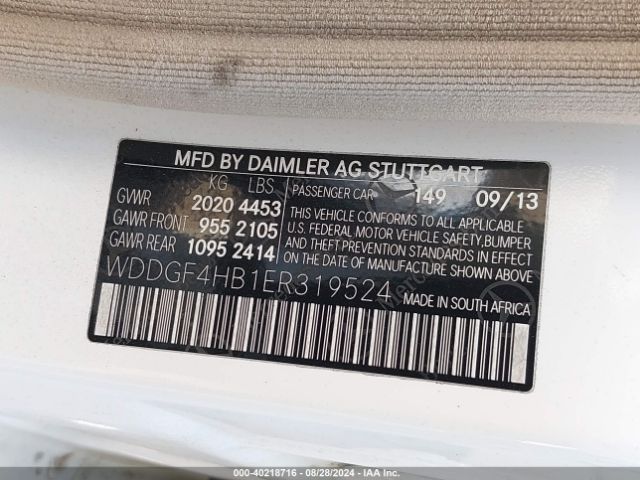 MFD BY DAIMLER AG STUTTGART
KG LBS
GVWR 2020 4453
GAWR FRONT 955 2105
GAWR REAR 1095 2414
PASSENGER CAR 149 09/13
THIS VEHICLE CONFORMS TO ALL APPLICABLE
U.S. FEDERAL MOTOR VEHICLE SAFETY, BUMPER
AND THEFT PREVENTION STANDARDS IN EFFECT
ON THE DATE OF MANUFACTURE SHOWN ABOVE.
WDDGF4HB1ER319524 MADE IN SOUTH AFRICA
000-40218716 - 08/28/2024 - IAA Inc.